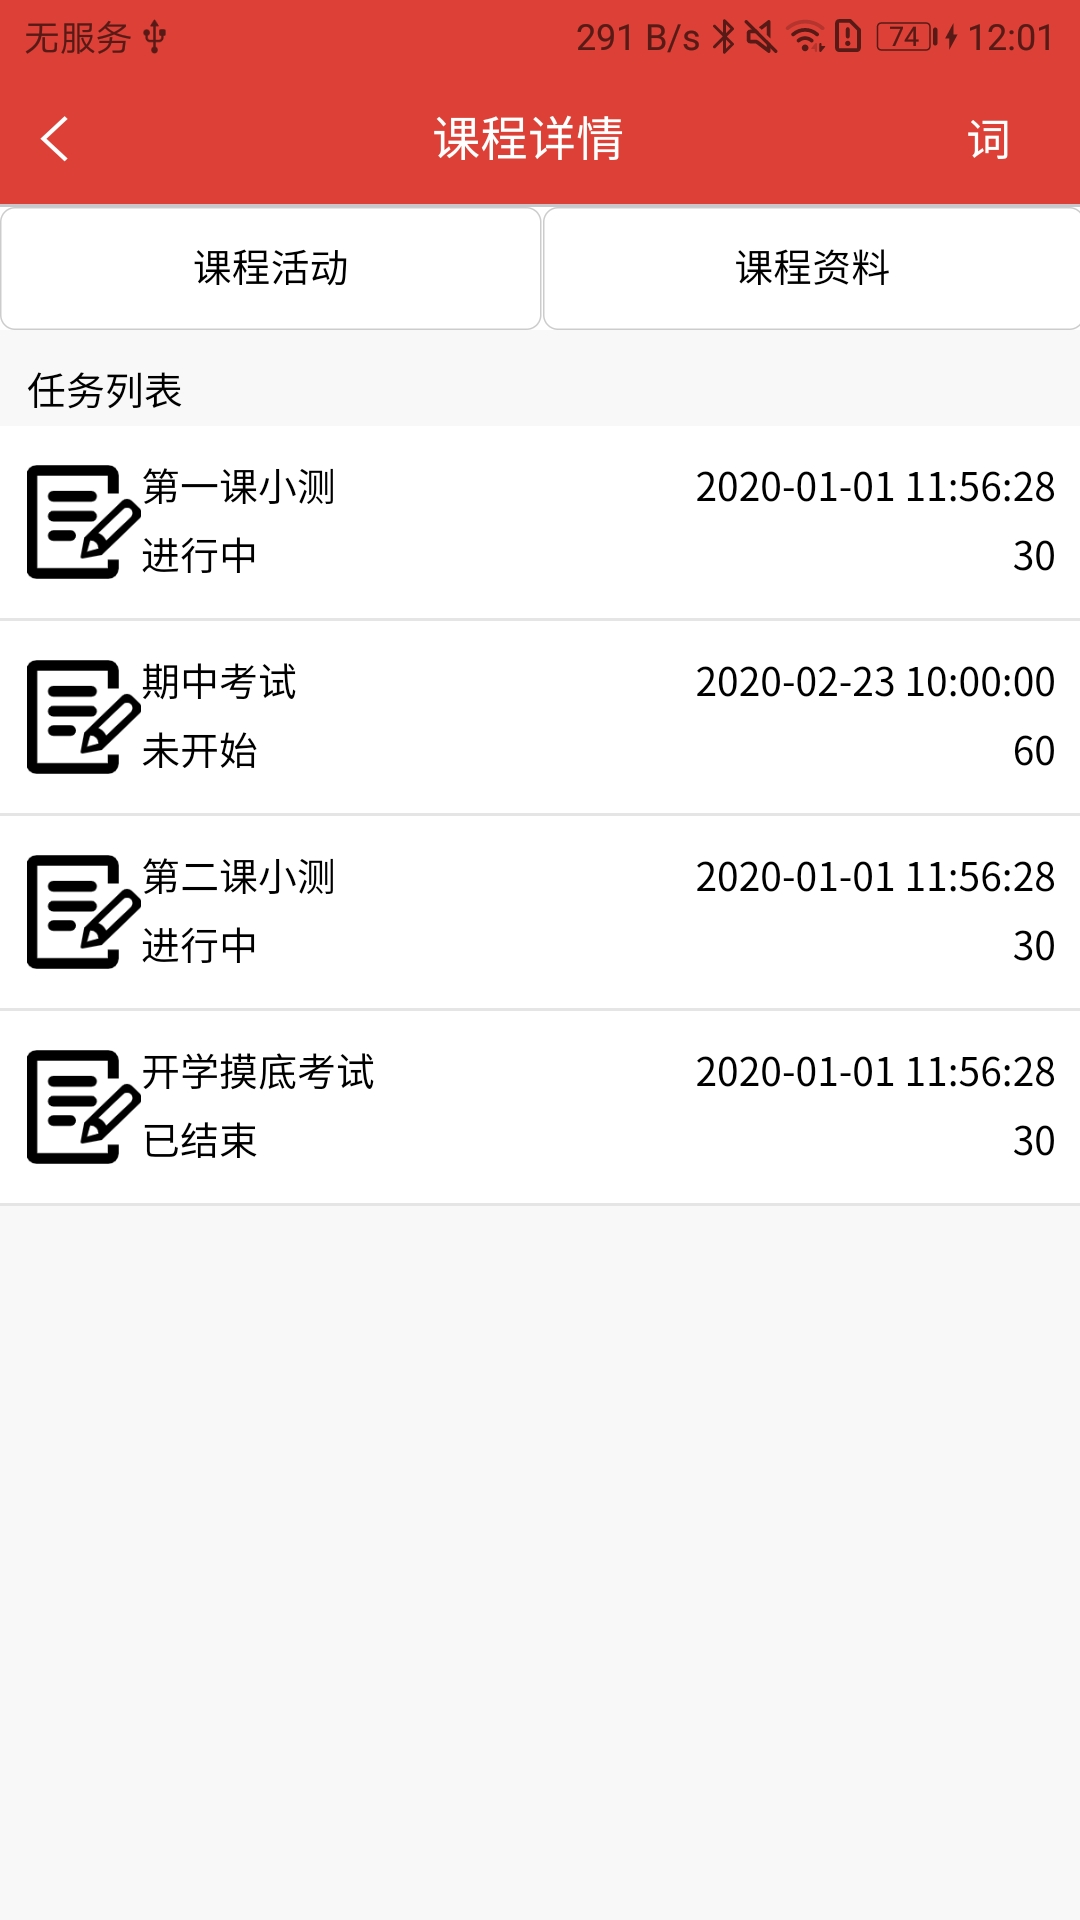 无服务 291 B/s 74 12:01
课程详情 词
课程活动 课程资料
任务列表
第一课小测 2020-01-01 11:56:28
进行中 30
期中考试 2020-02-23 10:00:00
未开始 60
第二课小测 2020-01-01 11:56:28
进行中 30
开学摸底考试 2020-01-01 11:56:28
已结束 30